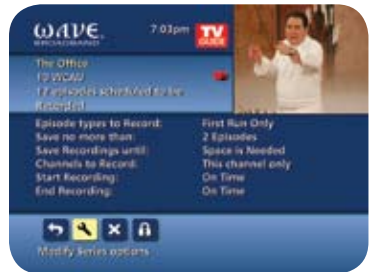 WAVE
BROADBAND
7:03pm
TV
GUIDE
The Office
10 WCAU
12 episodes scheduled to be
Recorded
Episode types to Record: First Run Only
Save no more than: 2 Episodes
Save Recordings until: Space is Needed
Channels to Record: This channel only
Start Recording: On Time
End Recording: On Time
Modify Series options